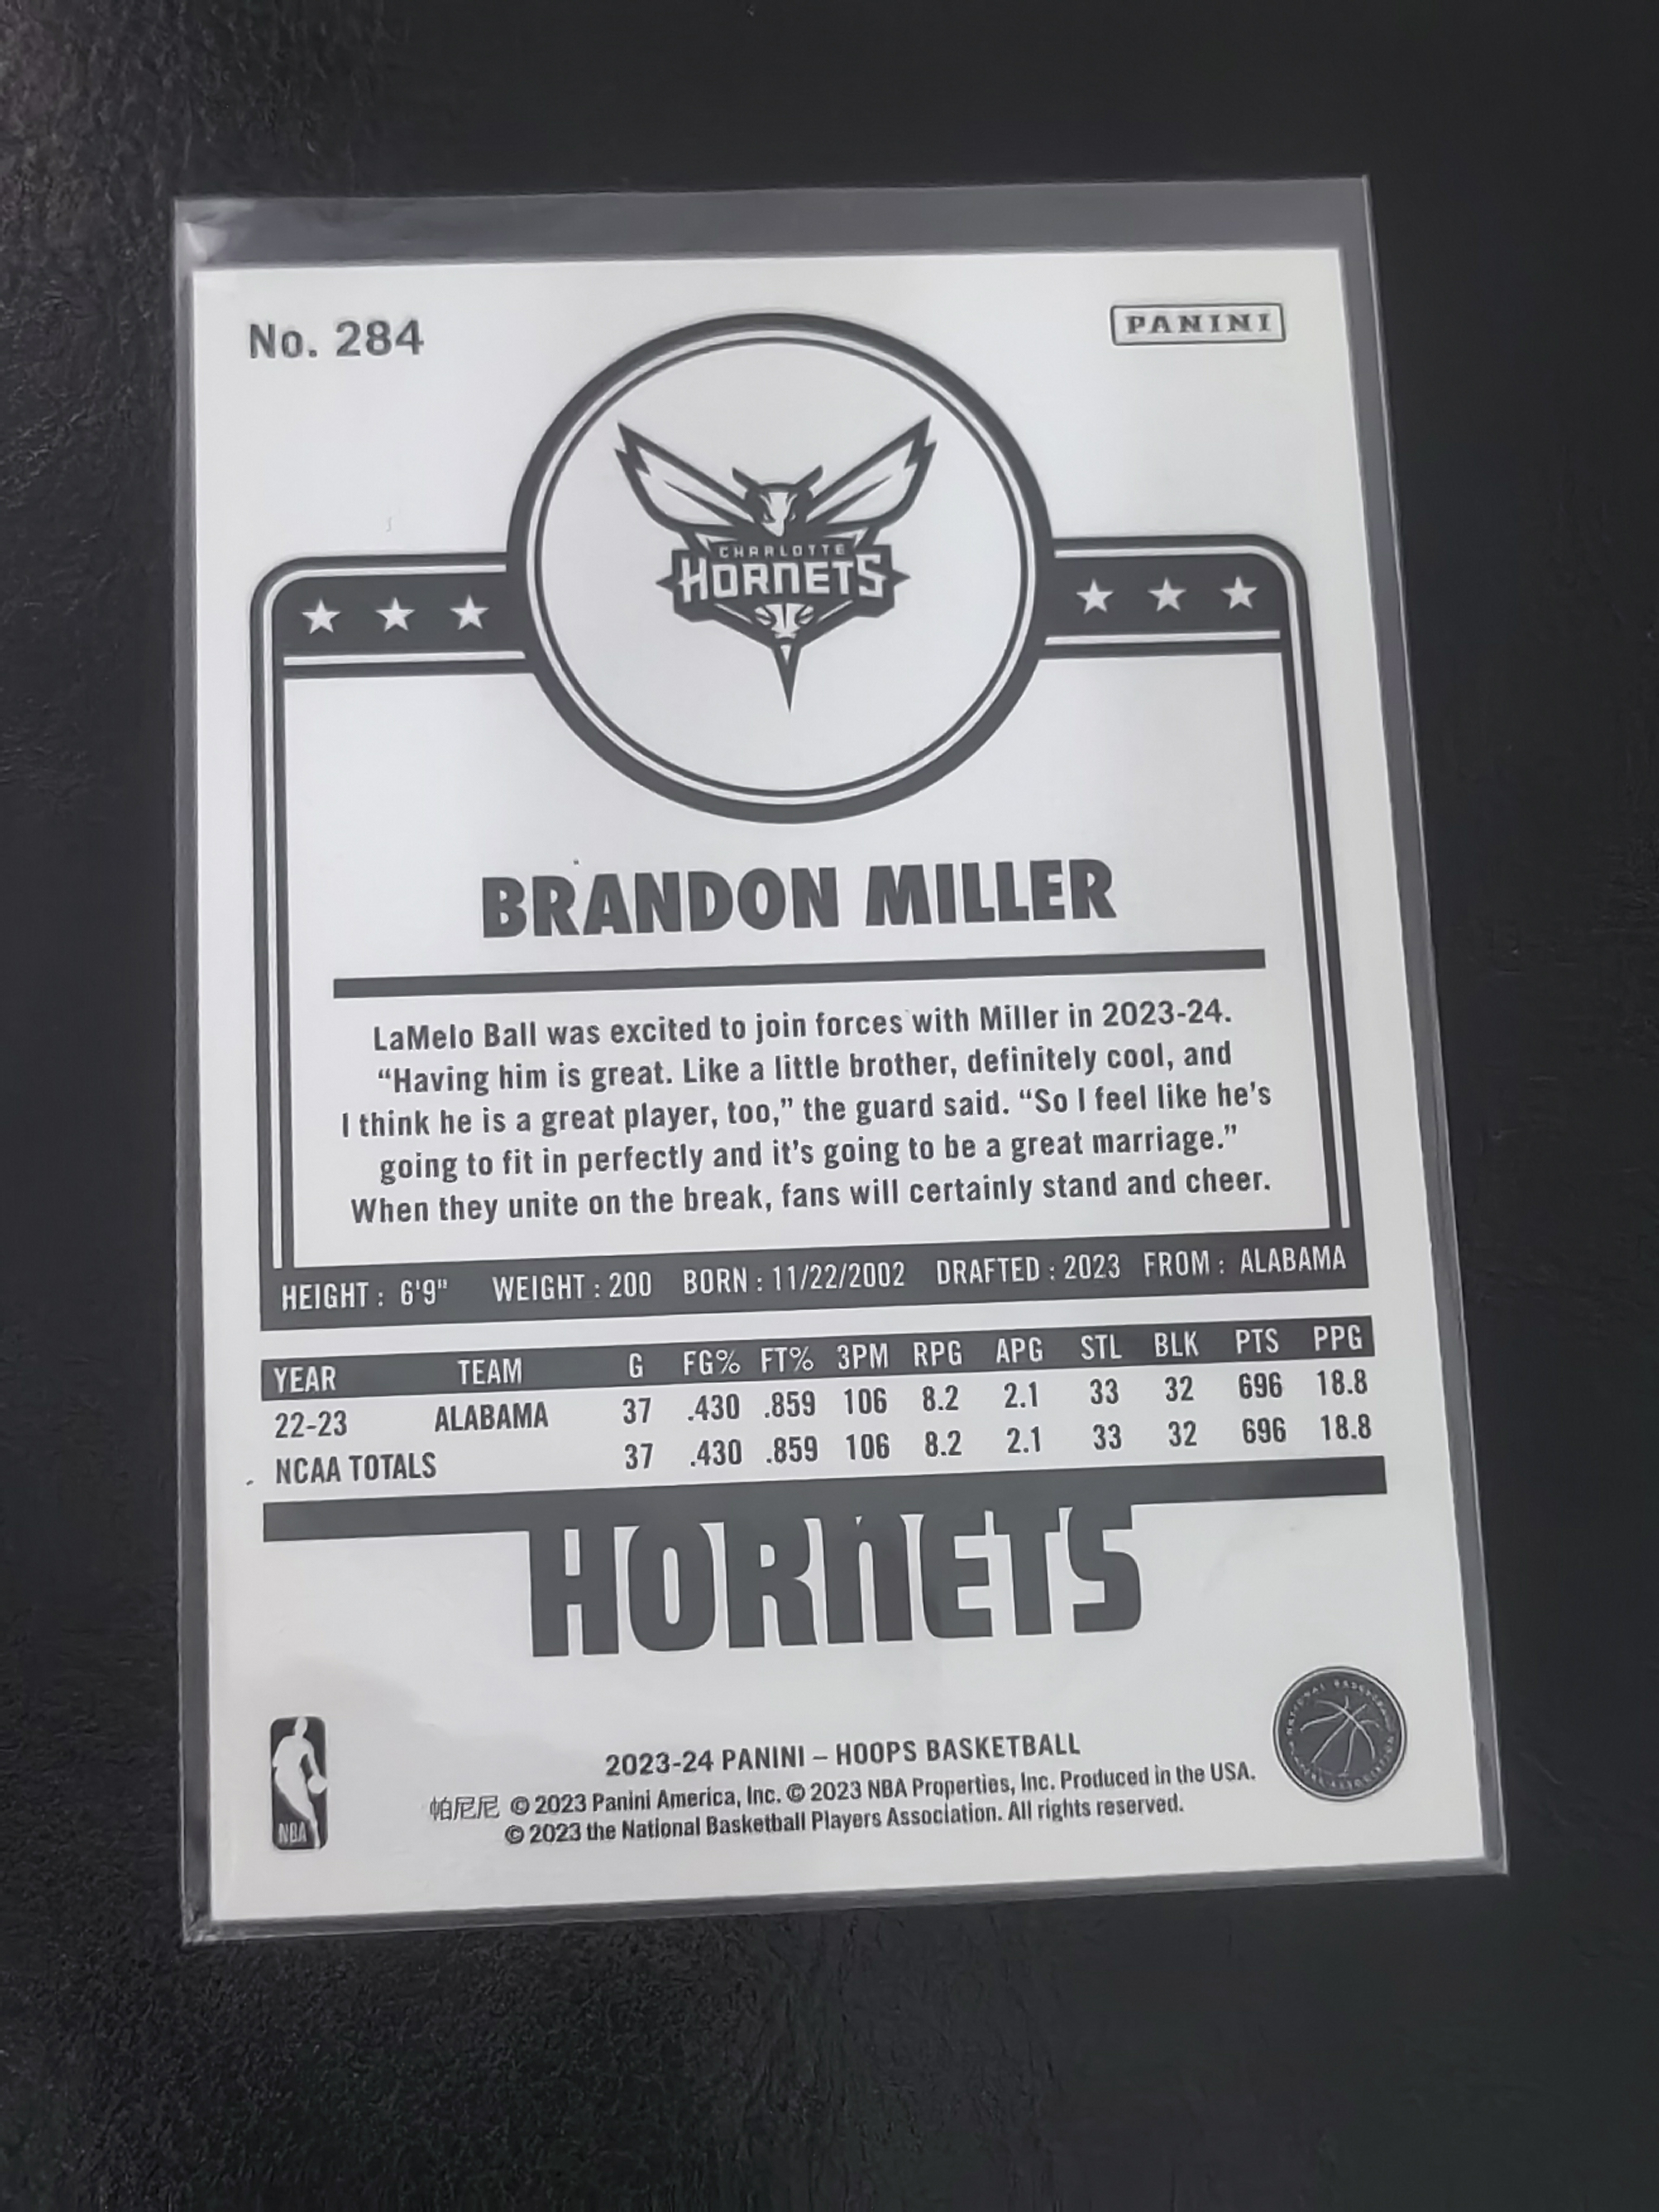 No. 284
PANINI
CHARLOTTE
HORNETS
BRANDON MILLER
LaMelo Ball was excited to join forces with Miller in 2023-24.
“Having him is great. Like a little brother, definitely cool, and
I think he is a great player, too,” the guard said. “So I feel like he’s
going to fit in perfectly and it’s going to be a great marriage.”
When they unite on the break, fans will certainly stand and cheer.
HEIGHT : 6'9" WEIGHT : 200 BORN : 11/22/2002 DRAFTED : 2023 FROM : ALABAMA
YEAR TEAM G FG% FT% 3PM RPG APG STL BLK PTS PPG
22-23 ALABAMA 37 .430 .859 106 8.2 2.1 33 32 696 18.8
NCAA TOTALS 37 .430 .859 106 8.2 2.1 33 32 696 18.8
HORNETS
2023-24 PANINI – HOOPS BASKETBALL
帕尼尼 © 2023 Panini America, Inc. © 2023 NBA Properties, Inc. Produced in the USA.
© 2023 the National Basketball Players Association. All rights reserved.
NBA